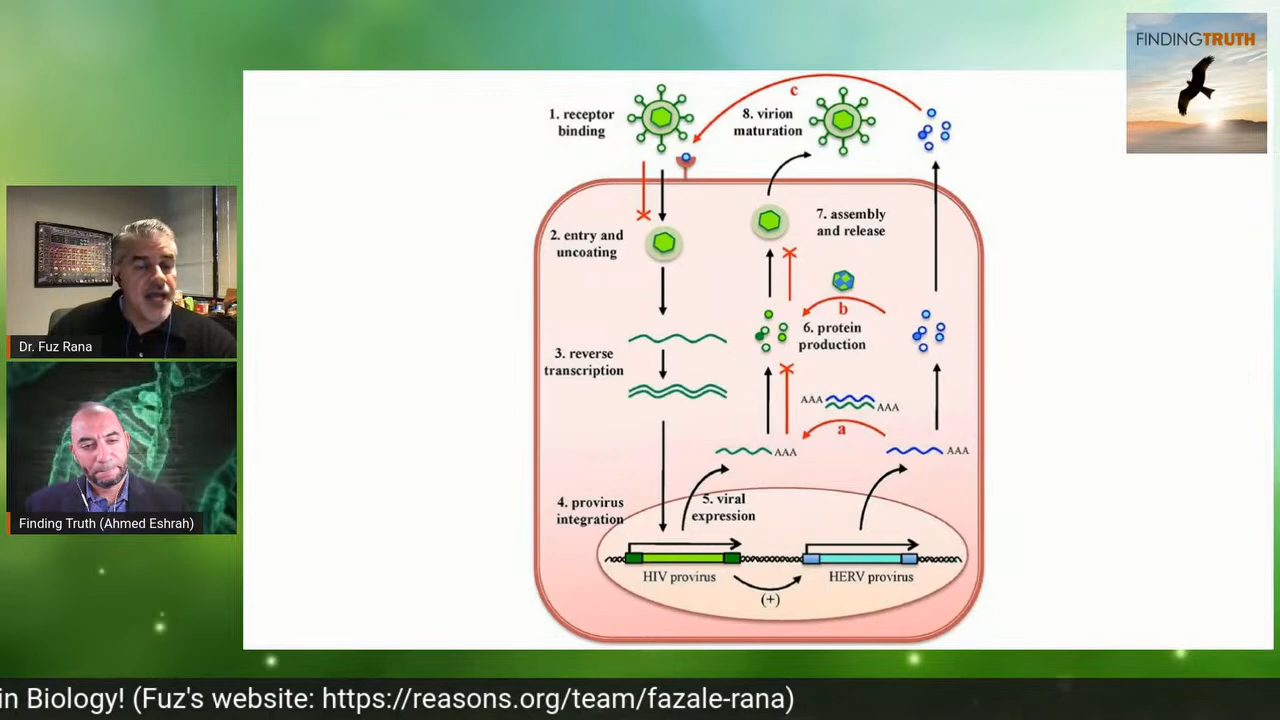 FINDINGTRUTH
1. receptor
binding
c
8. virion
maturation
2. entry and
uncoating
7. assembly
and release
b
6. protein
production
3. reverse
transcription
AAA
AAA
a
AAA
AAA
4. provirus
integration
5. viral
expression
HIV provirus
HERV provirus
(+)
Dr. Fuz Rana
Finding Truth (Ahmed Eshrah)
in Biology! (Fuz's website: https://reasons.org/team/fazale-rana)